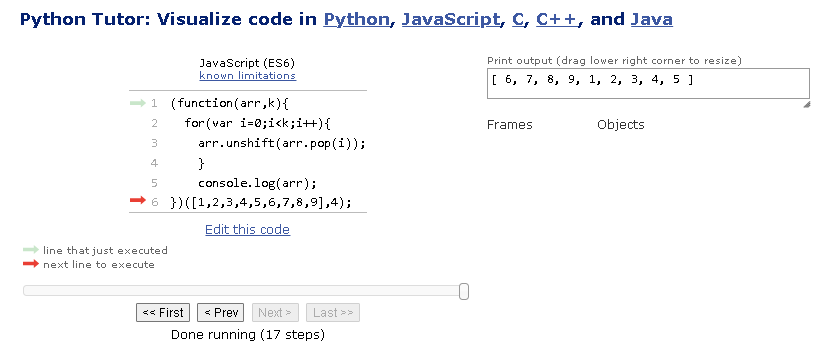 Python Tutor: Visualize code in Python, JavaScript, C, C++, and Java
JavaScript (ES6)
known limitations
1 (function(arr,k){
2 for(var i=0;i<k;i++){
3 arr.unshift(arr.pop(i));
4 }
5 console.log(arr);
6 })([1,2,3,4,5,6,7,8,9],4);
Edit this code
line that just executed
next line to execute
<< First < Prev Next > Last >>
Done running (17 steps)
Print output (drag lower right corner to resize)
[ 6, 7, 8, 9, 1, 2, 3, 4, 5 ]
Frames Objects